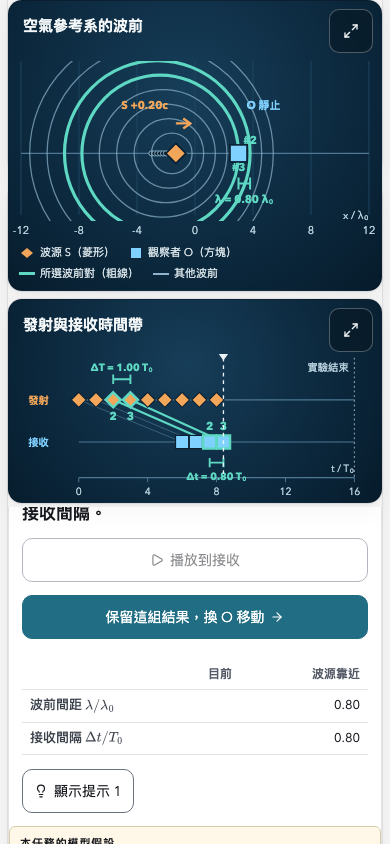 空氣參考系的波前
S +0.20c
O 靜止
#2
#3
λ = 0.80 λ₀
x / λ₀
-12 -8 -4 0 4 8 12
波源 S（菱形） 觀察者 O（方塊）
所選波前對（粗線） 其他波前
發射與接收時間帶
ΔT = 1.00 T₀
實驗結束
發射
2 3
2 3
接收
Δt = 0.80 T₀
t / T₀
0 4 8 12 16
接收間隔。
播放到接收
保留這組結果，換 O 移動 →
目前 波源靠近
波前間距 λ/λ₀ 0.80
接收間隔 Δt/T₀ 0.80
顯示提示 1
本任務的模型假設